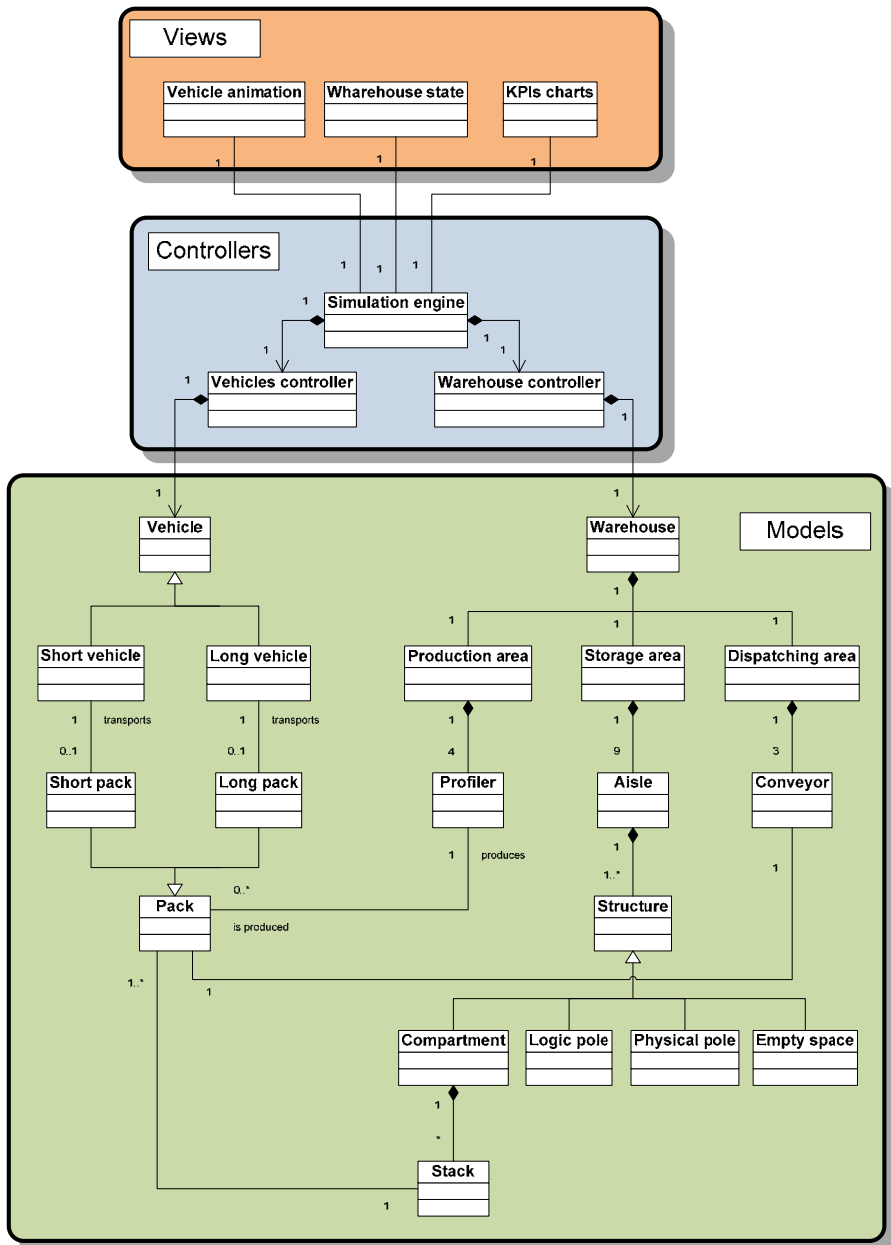 Views
Vehicle animation
Wharehouse state
KPIs charts
1
1
1
Controllers
1
1
1
Simulation engine
1
1
1
1
Vehicles controller
Warehouse controller
1
1
1
1
Vehicle
Warehouse
Models
1
1
1
1
Short vehicle
Long vehicle
Production area
Storage area
Dispatching area
1 transports
1 transports
1
1
1
0..1
0..1
4
9
3
Short pack
Long pack
Profiler
Aisle
Conveyor
1
1 produces
1
0..*
1..*
Pack
Structure
is produced
1..*
1
Compartment
Logic pole
Physical pole
Empty space
1
*
Stack
1